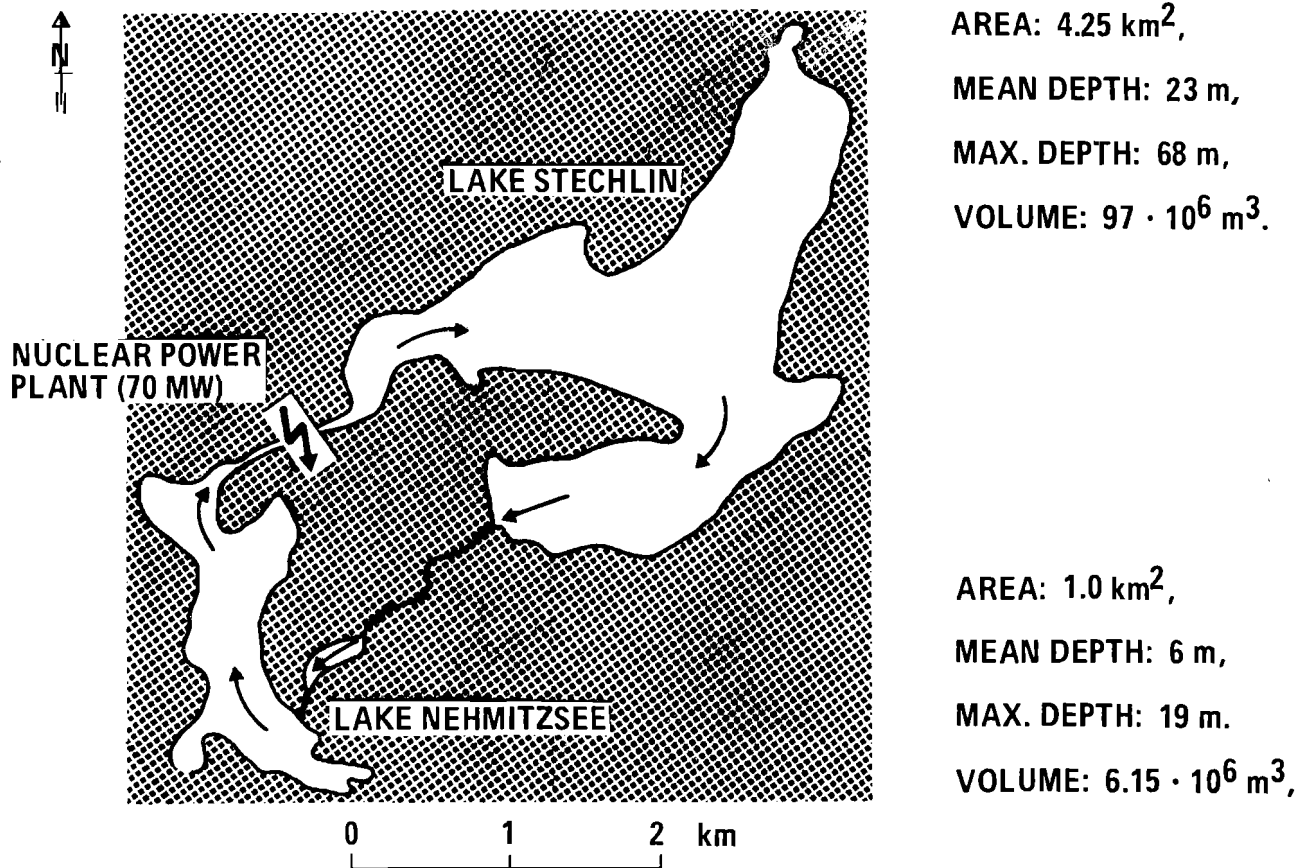 N
AREA: 4.25 km²,
MEAN DEPTH: 23 m,
MAX. DEPTH: 68 m,
VOLUME: 97 · 10⁶ m³.
LAKE STECHLIN
NUCLEAR POWER
PLANT (70 MW)
LAKE NEHMITZSEE
AREA: 1.0 km²,
MEAN DEPTH: 6 m,
MAX. DEPTH: 19 m.
VOLUME: 6.15 · 10⁶ m³,
0 1 2 km